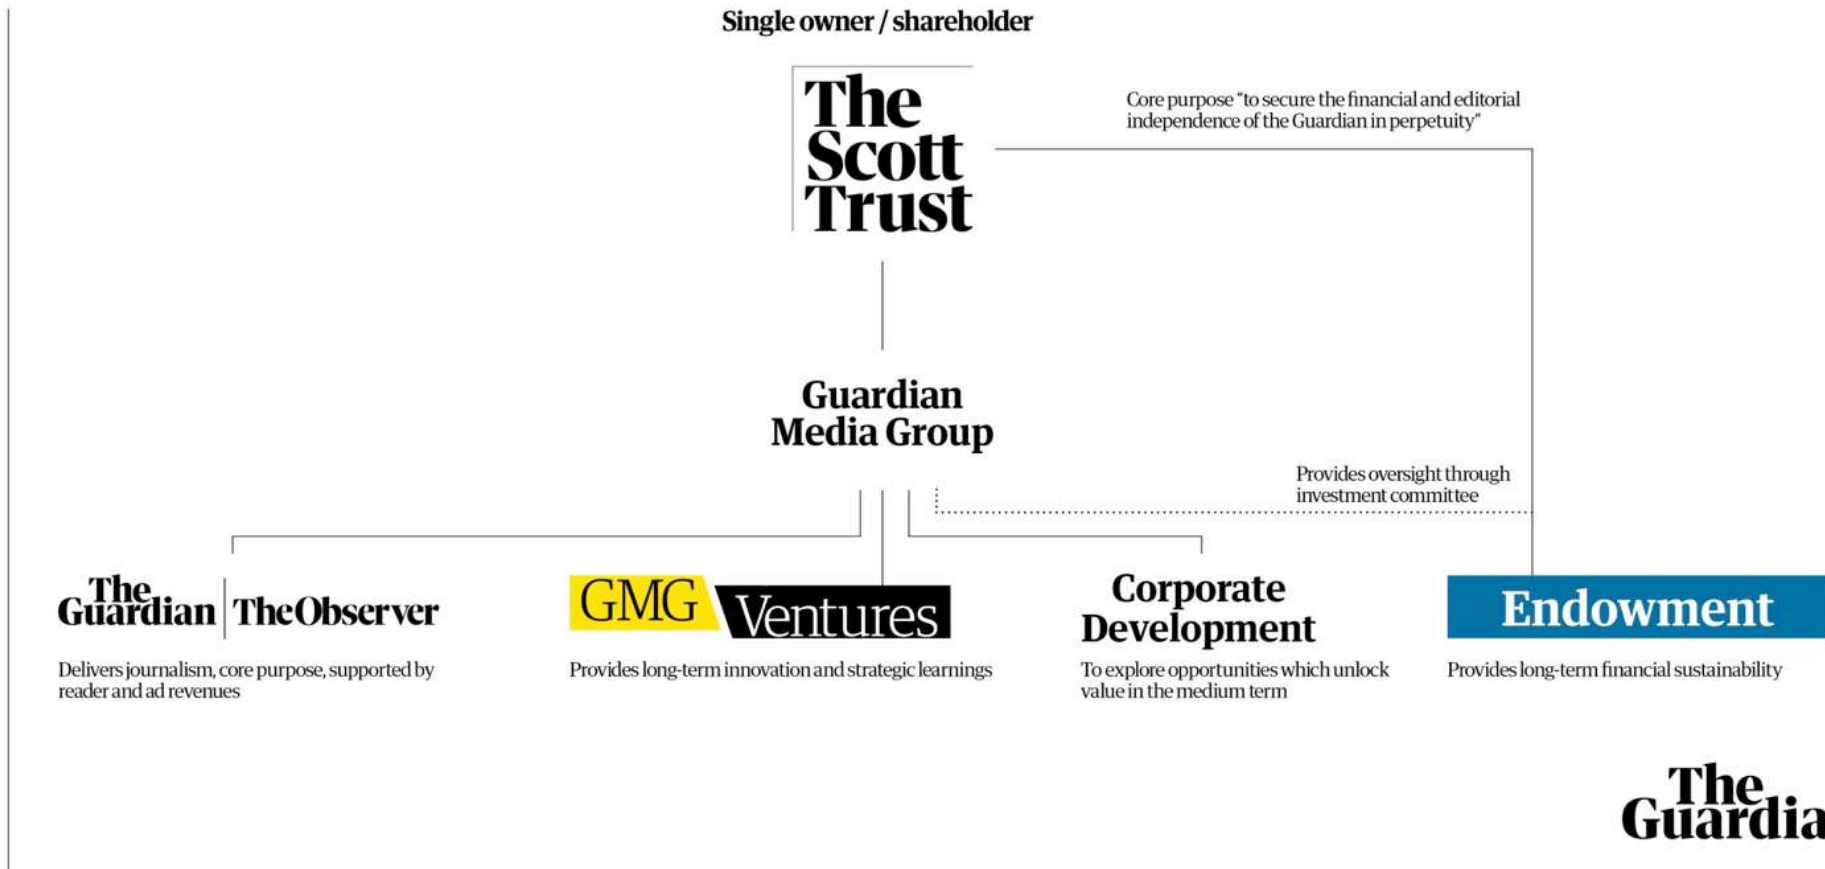 Single owner / shareholder
The
Scott
Trust
Core purpose “to secure the financial and editorial
independence of the Guardian in perpetuity”
Guardian
Media Group
Provides oversight through
investment committee
The
Guardian
The Observer
Delivers journalism, core purpose, supported by
reader and ad revenues
GMG Ventures
Provides long-term innovation and strategic learnings
Corporate
Development
To explore opportunities which unlock
value in the medium term
Endowment
Provides long-term financial sustainability
The
Guardia